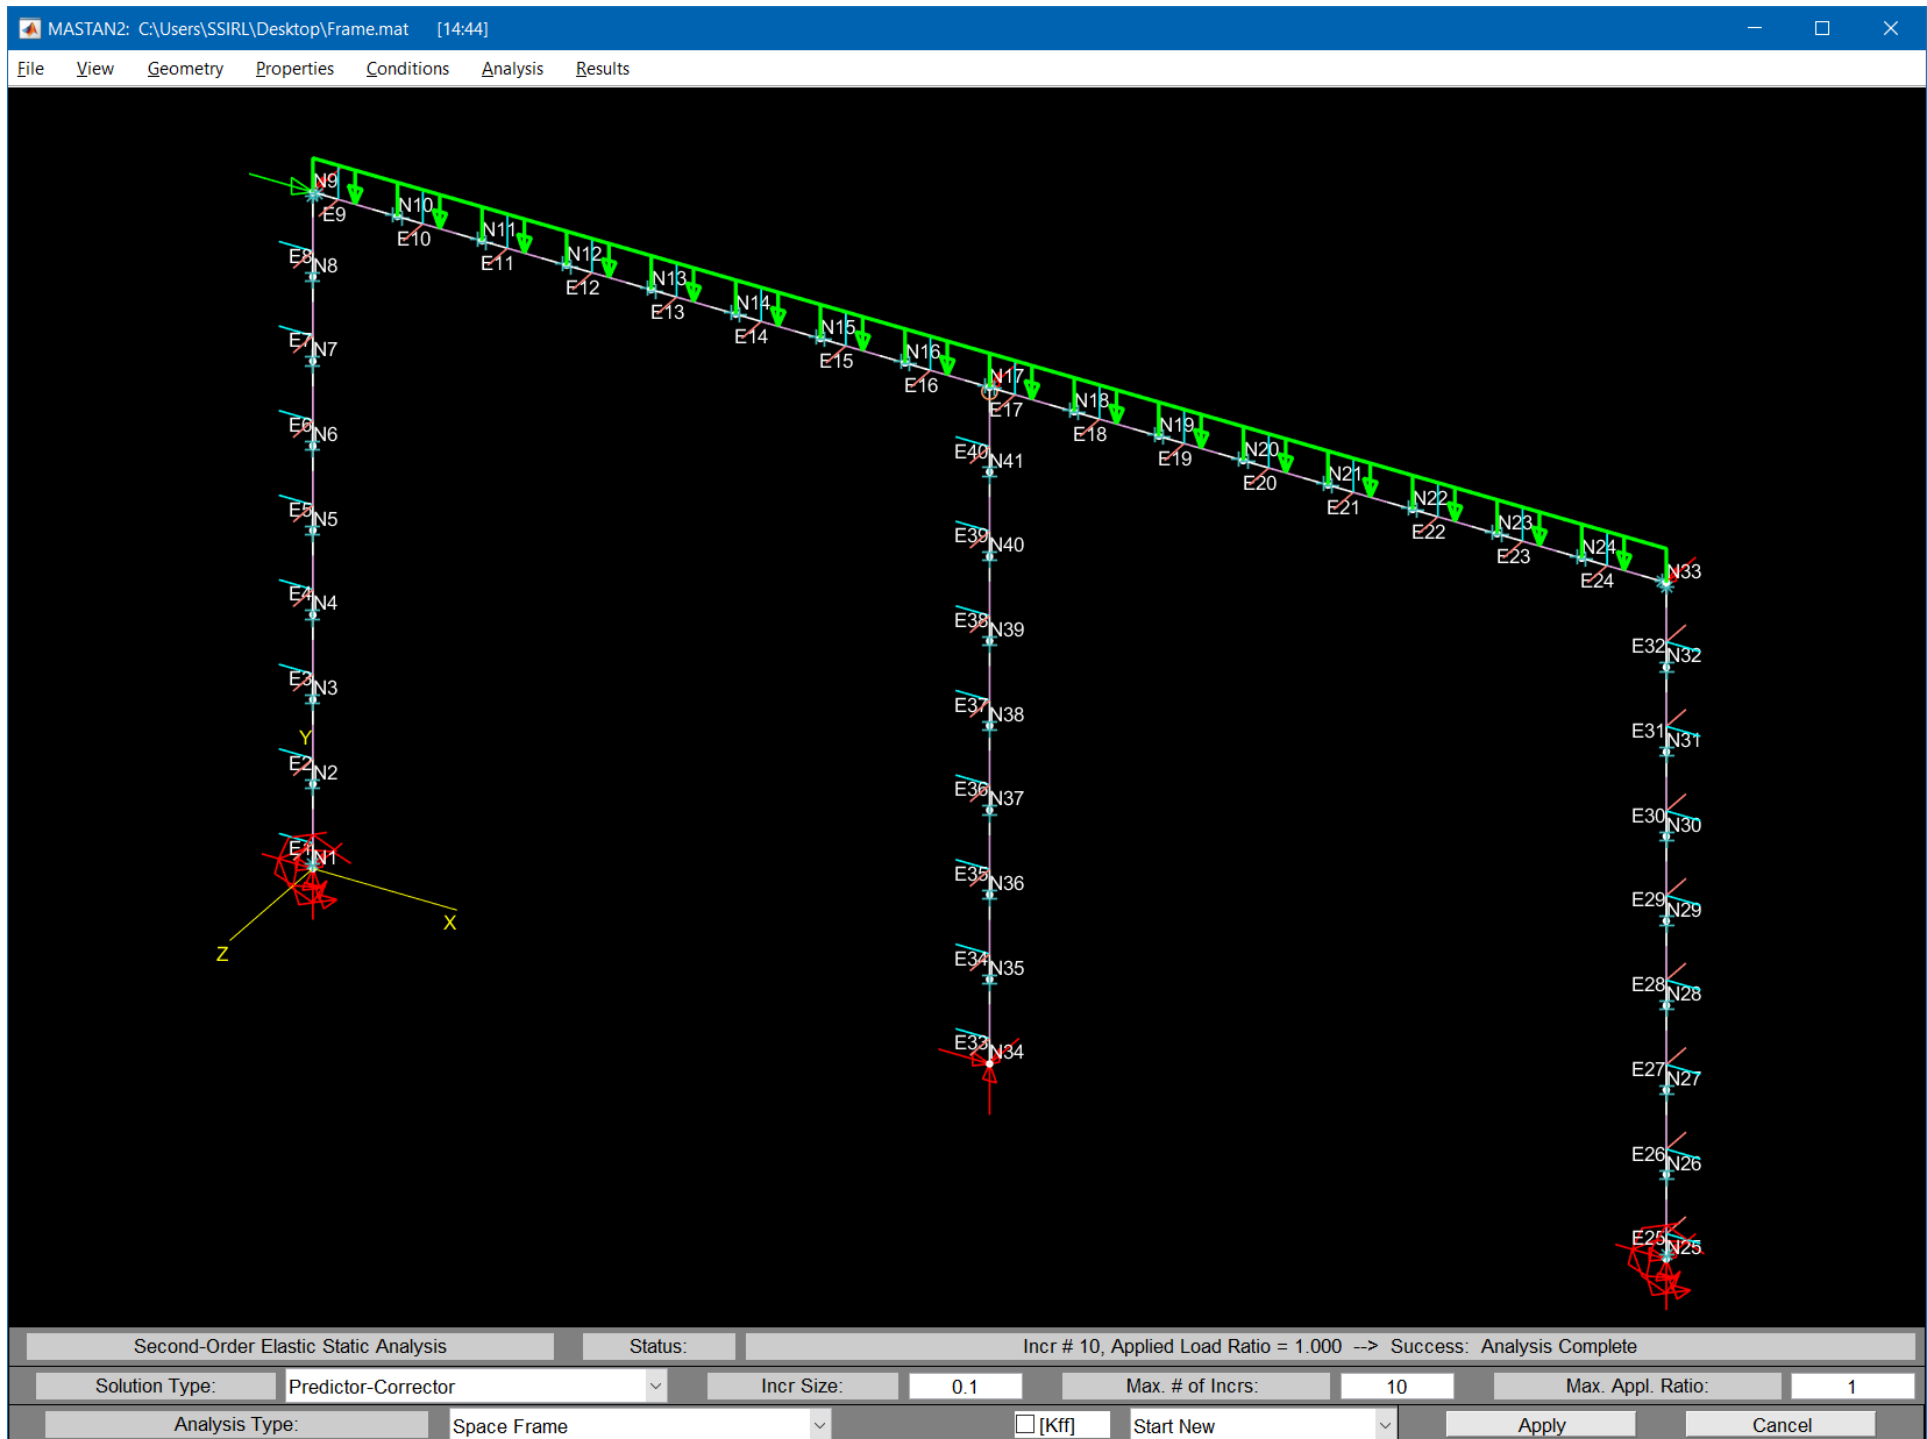 MASTAN2: C:\Users\SSIRL\Desktop\Frame.mat [14:44]
File View Geometry Properties Conditions Analysis Results
N9
E9
N10
E10
N11
E11
N12
E12
N13
E13
N14
E14
N15
E15
N16
E16
N17
E17
N18
E18
N19
E19
N20
E20
N21
E21
N22
E22
N23
E23
N24
E24
N33
E8 N8
E7 N7
E6 N6
E5 N5
E4 N4
E3 N3
Y
E2 N2
E1 N1
X
Z
E40 N41
E39 N40
E38 N39
E37 N38
E36 N37
E35 N36
E34 N35
E33 N34
E32 N32
E31 N31
E30 N30
E29 N29
E28 N28
E27 N27
E26 N26
E25 N25
Second-Order Elastic Static Analysis Status: Incr # 10, Applied Load Ratio = 1.000 --> Success: Analysis Complete
Solution Type: Predictor-Corrector Incr Size: 0.1 Max. # of Incrs: 10 Max. Appl. Ratio: 1
Analysis Type: Space Frame [Kff] Start New Apply Cancel